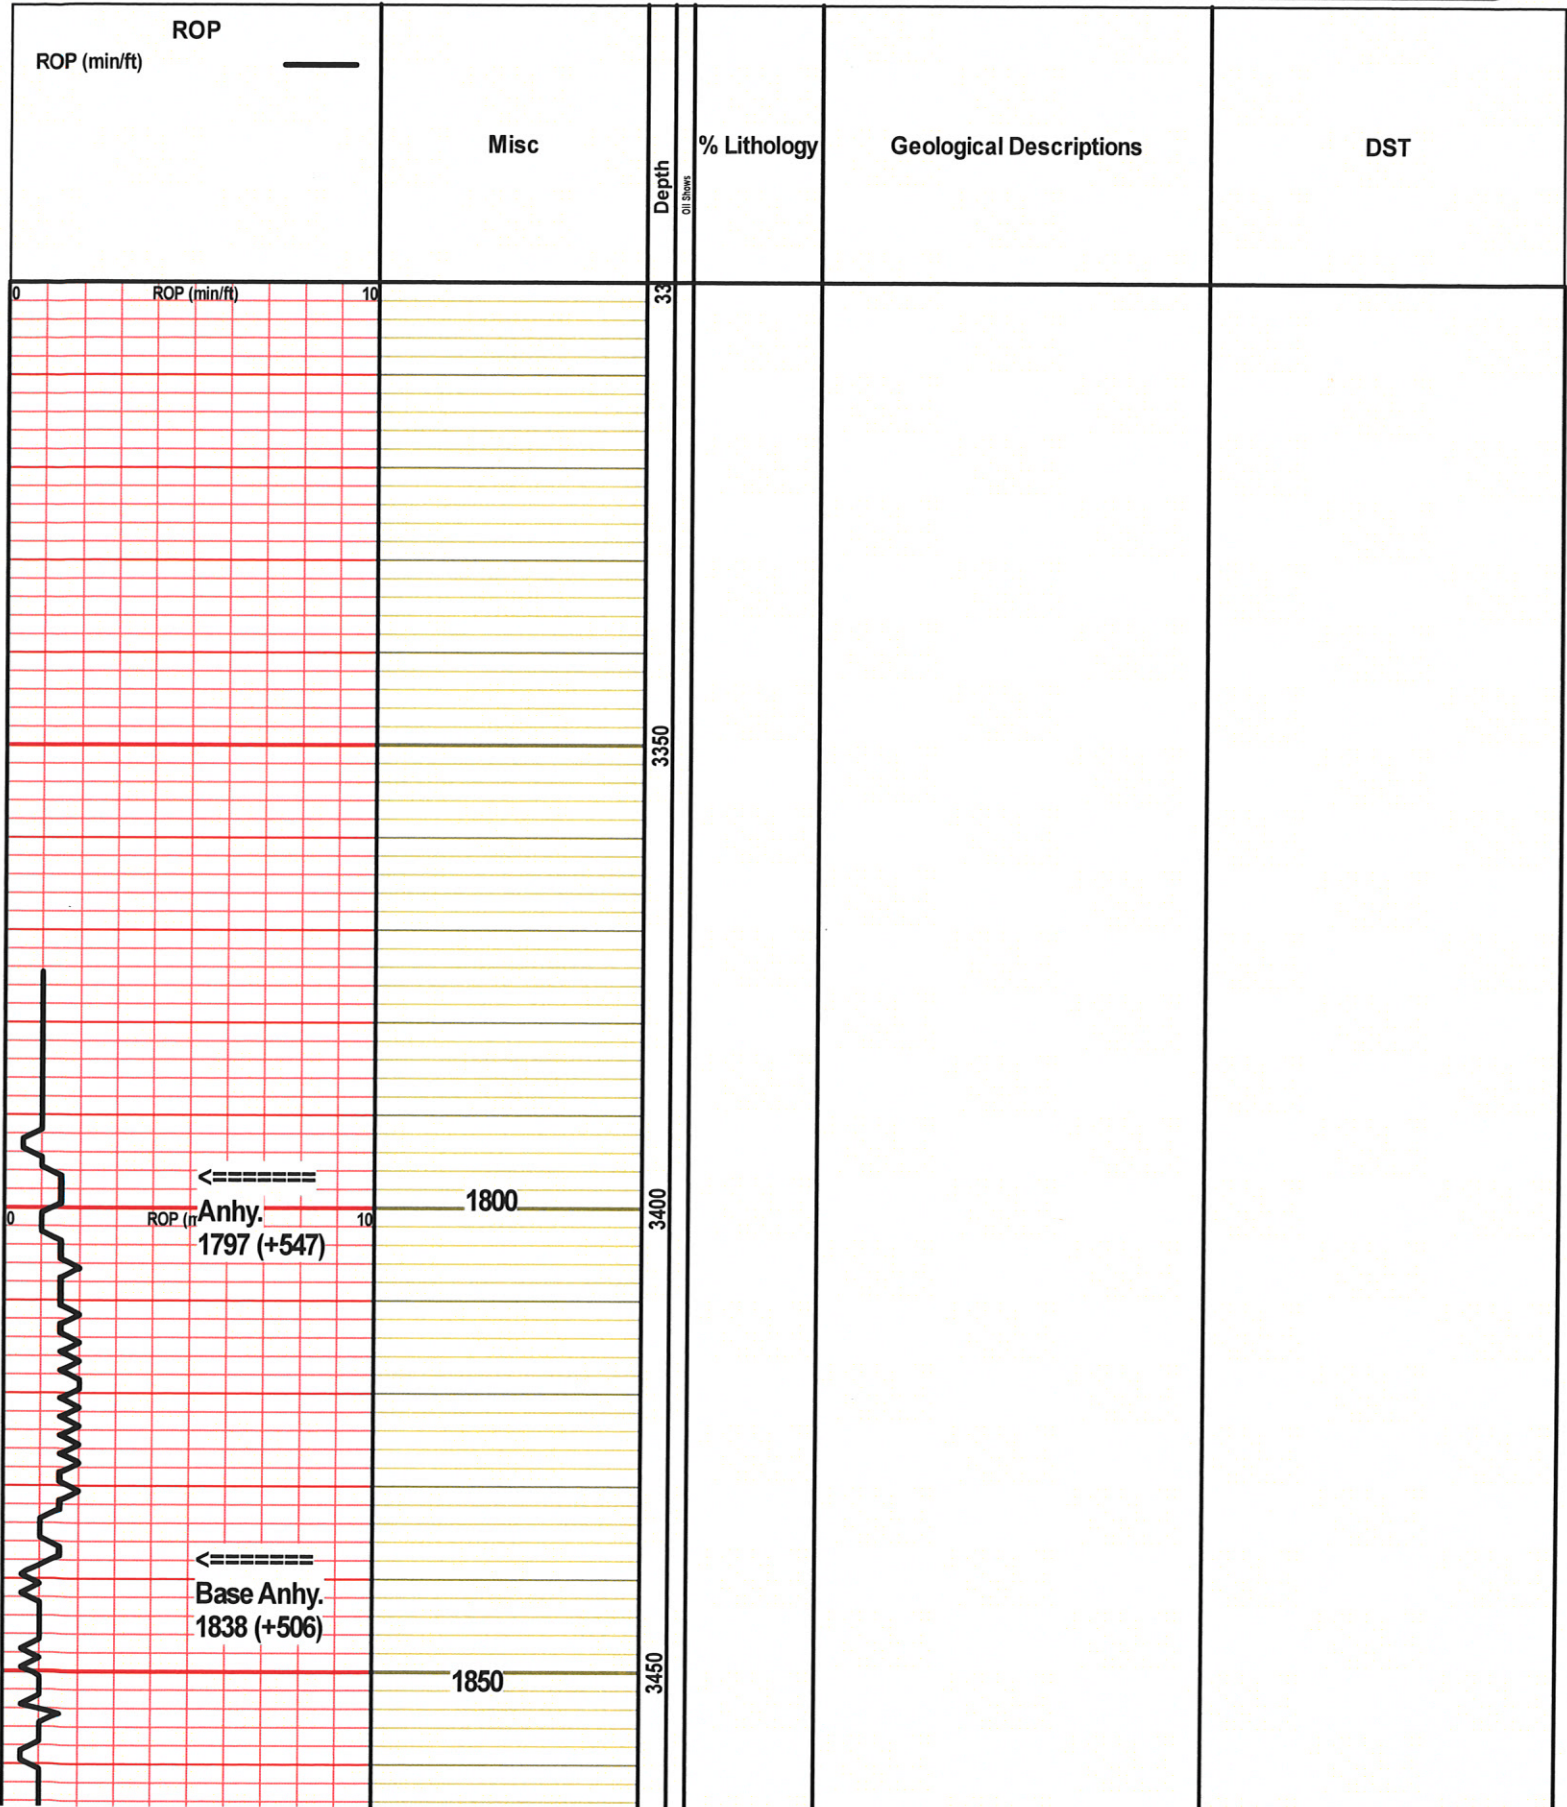 ROP
ROP (min/ft)
Misc
Depth
Oil Shows
% Lithology
Geological Descriptions
DST
0 ROP (min/ft) 10
33
3350
<=======
Anhy.
1797 (+547)
1800
3400
0 ROP (m 10
<=======
Base Anhy.
1838 (+506)
1850
3450